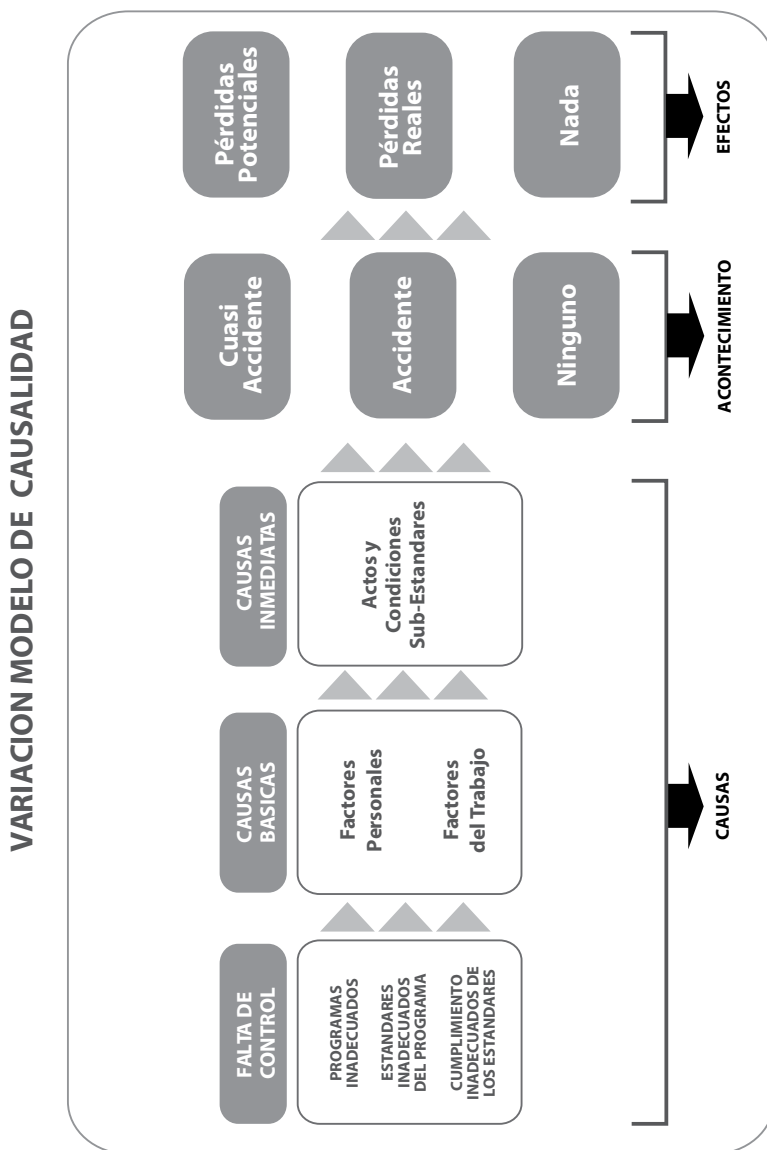 VARIACION MODELO DE CAUSALIDAD
FALTA DE
CONTROL
PROGRAMAS
INADECUADOS
ESTANDARES
INADECUADOS
DEL PROGRAMA
CUMPLIMIENTO
INADECUADOS DE
LOS ESTANDARES
CAUSAS
BASICAS
Factores
Personales
Factores
del Trabajo
CAUSAS
INMEDIATAS
Actos y
Condiciones
Sub-Estandares
Cuasi
Accidente
Accidente
Ninguno
Pérdidas
Potenciales
Pérdidas
Reales
Nada
CAUSAS
ACONTECIMIENTO
EFECTOS